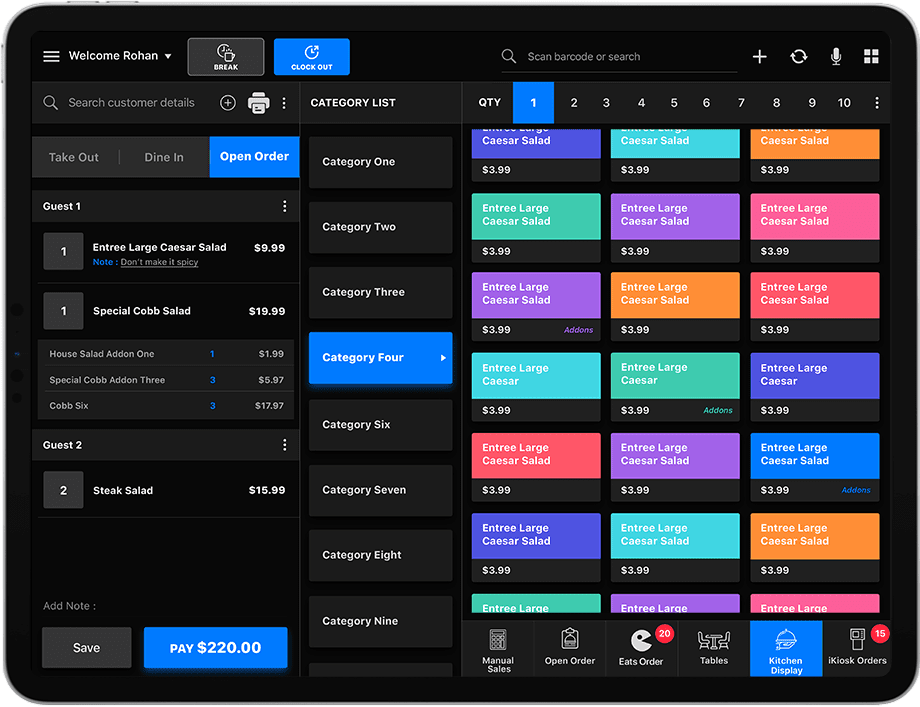 Welcome Rohan
BREAK
CLOCK OUT
Scan barcode or search
Search customer details
CATEGORY LIST
QTY 1 2 3 4 5 6 7 8 9 10
Take Out Dine In Open Order
Guest 1
1 Entree Large Caesar Salad $9.99
Note : Don't make it spicy
1 Special Cobb Salad $19.99
House Salad Addon One 1 $1.99
Special Cobb Addon Three 3 $5.97
Cobb Six 3 $17.97
Guest 2
2 Steak Salad $15.99
Add Note :
Save
PAY $220.00
Category One
Category Two
Category Three
Category Four
Category Six
Category Seven
Category Eight
Category Nine
Entree Large Entree Large Entree Large
Caesar Salad Caesar Salad Caesar Salad
$3.99 $3.99 $3.99
Entree Large Entree Large Entree Large
Caesar Salad Caesar Salad Caesar Salad
$3.99 $3.99 $3.99
Entree Large Entree Large Entree Large
Caesar Salad Caesar Salad Caesar Salad
$3.99 Addons $3.99 $3.99
Entree Large Entree Large Entree Large
Caesar Caesar Caesar
$3.99 $3.99 Addons $3.99
Entree Large Entree Large Entree Large
Caesar Salad Caesar Salad Caesar Salad
$3.99 $3.99 $3.99 Addons
Entree Large Entree Large Entree Large
Caesar Salad Caesar Salad Caesar Salad
$3.99 $3.99 $3.99
Entree Large Entree Large Entree Large
Manual
Sales
Open Order
20
Eats Order
Tables
Kitchen
Display
15
iKiosk Orders